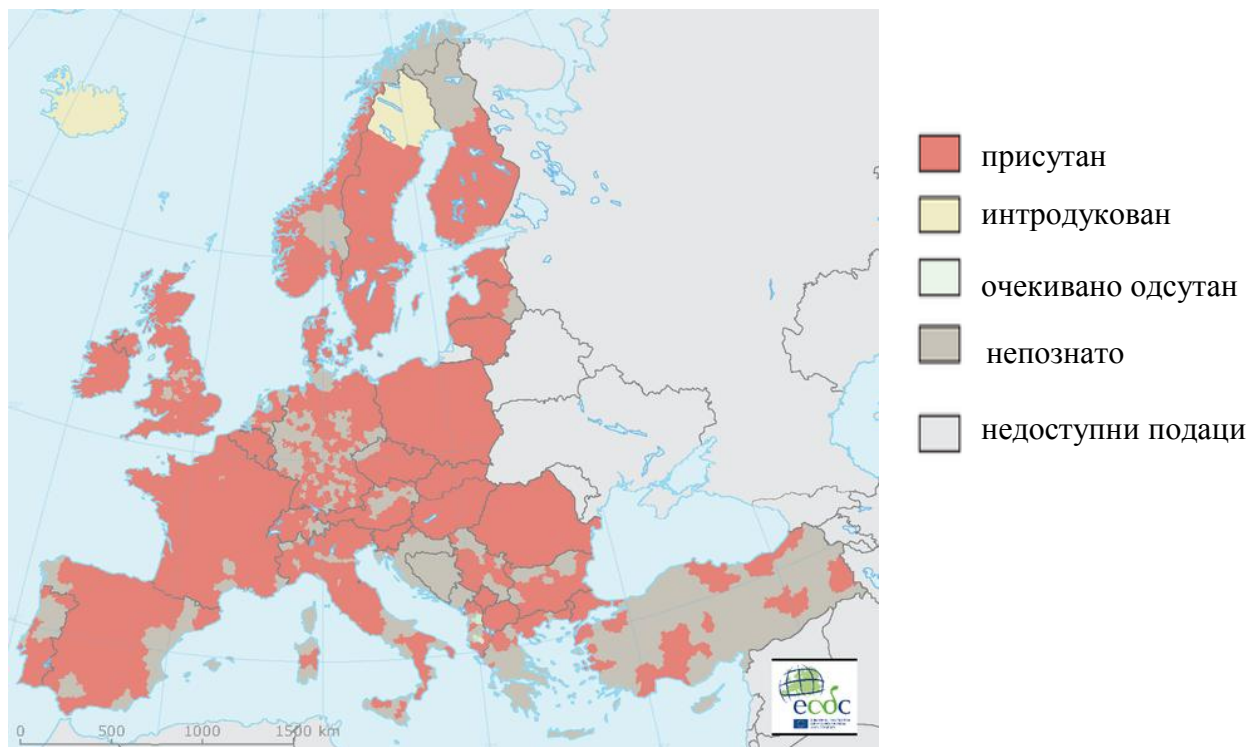 присутан
интродукован
очекивано одсутан
непознато
недоступни подаци
ecdc
0 500 1000 1500 km